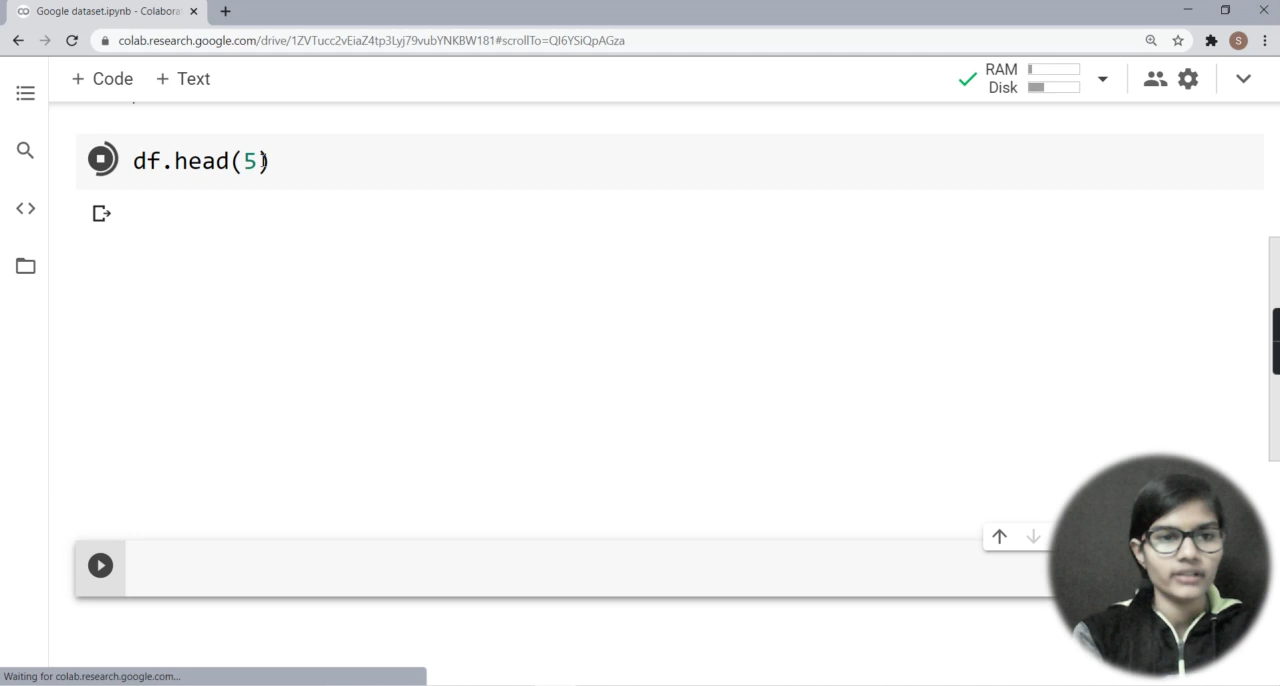 Google dataset.ipynb - Colabora
colab.research.google.com/drive/1ZVTucc2vEiaZ4tp3Lyj79vubYNKBW181#scrollTo=QI6YSiQpAGza
S
+ Code + Text
RAM
Disk
df.head(5)
Waiting for colab.research.google.com...